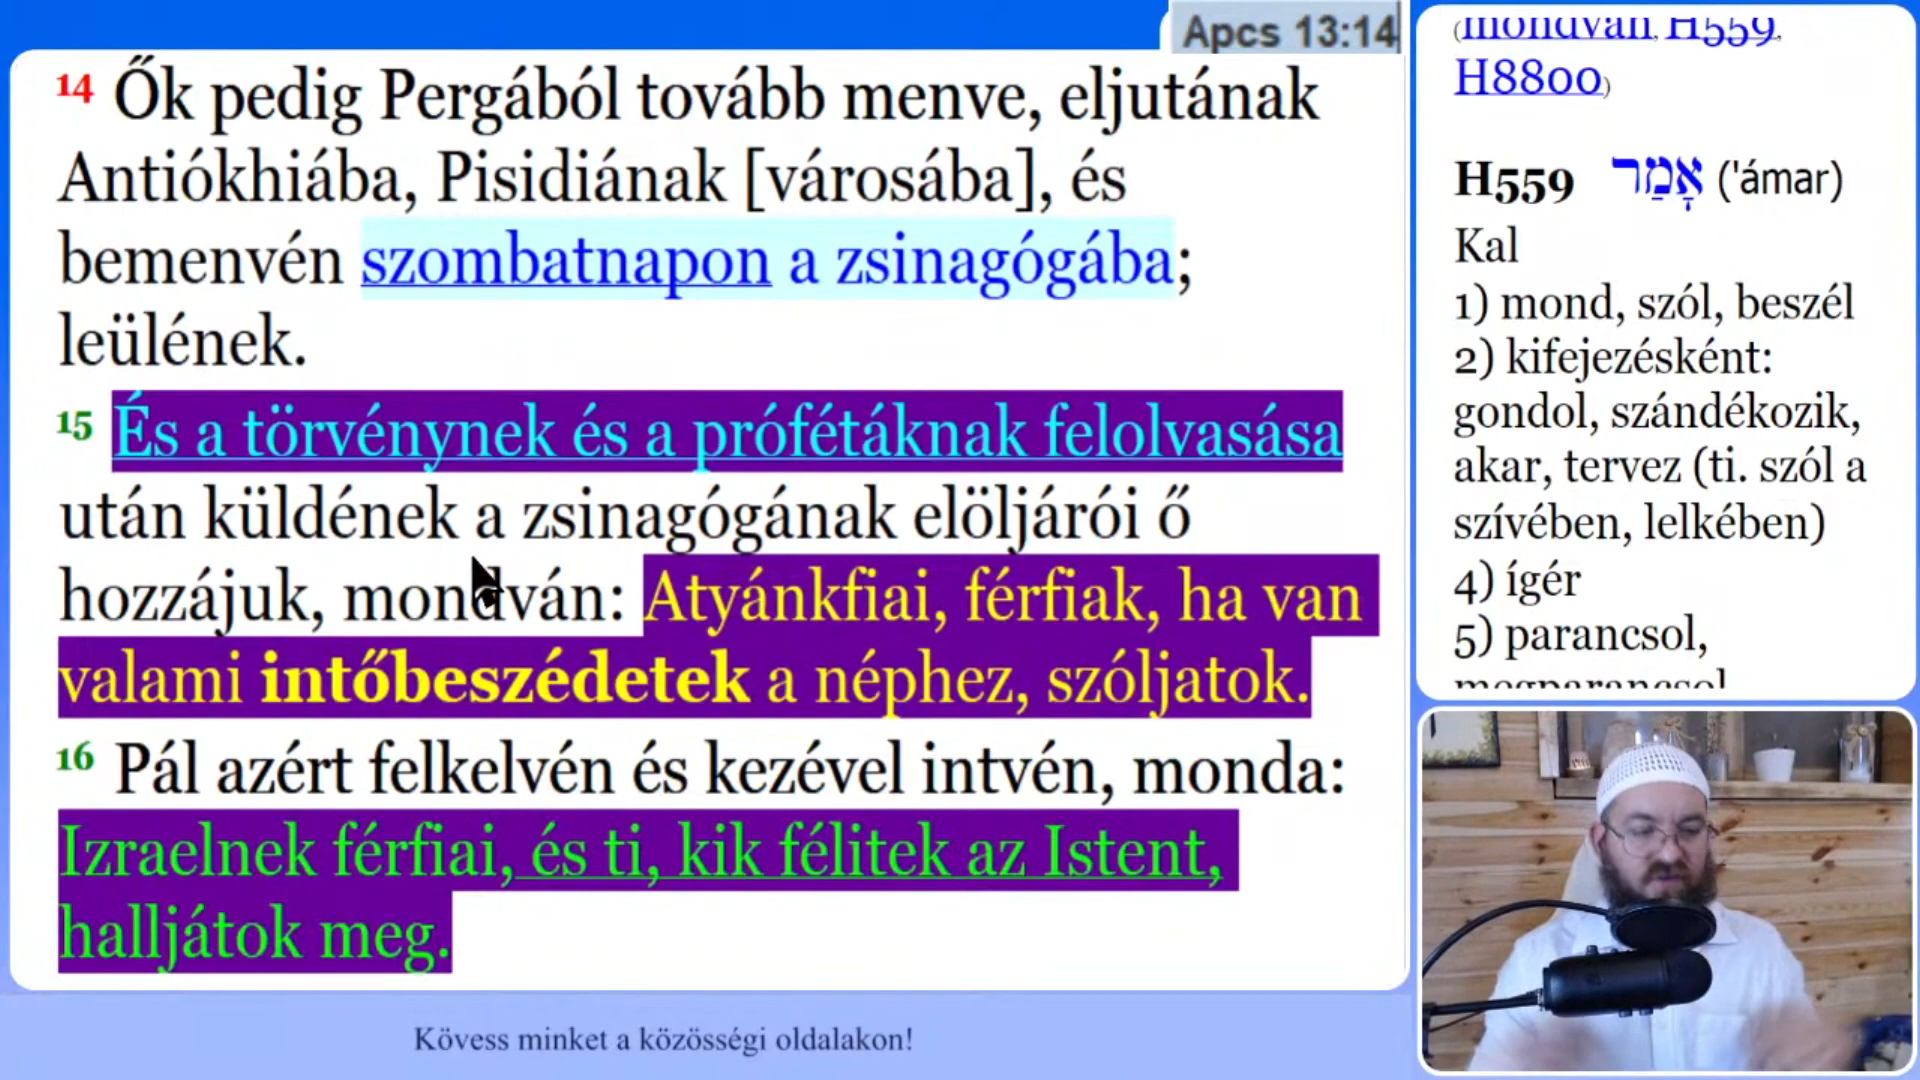 Apcs 13:14
14 Ők pedig Pergából tovább menve, eljutának
Antiókhiába, Pisidiának [városába], és
bemenvén szombatnapon a zsinagógába;
leülének.
15 És a törvénynek és a prófétáknak felolvasása
után küldének a zsinagógának elöljárói ő
hozzájuk, mondván: Atyánkfiai, férfiak, ha van
valami intőbeszédetek a néphez, szóljatok.
16 Pál azért felkelvén és kezével intvén, monda:
Izraelnek férfiai, és ti, kik félitek az Istent,
halljátok meg.
(mondván, H559,
H8800)
H559 אָמַר ('ámar)
Kal
1) mond, szól, beszél
2) kifejezésként:
gondol, szándékozik,
akar, tervez (ti. szól a
szívében, lelkében)
4) ígér
5) parancsol,
megparancsol
Kövess minket a közösségi oldalakon!